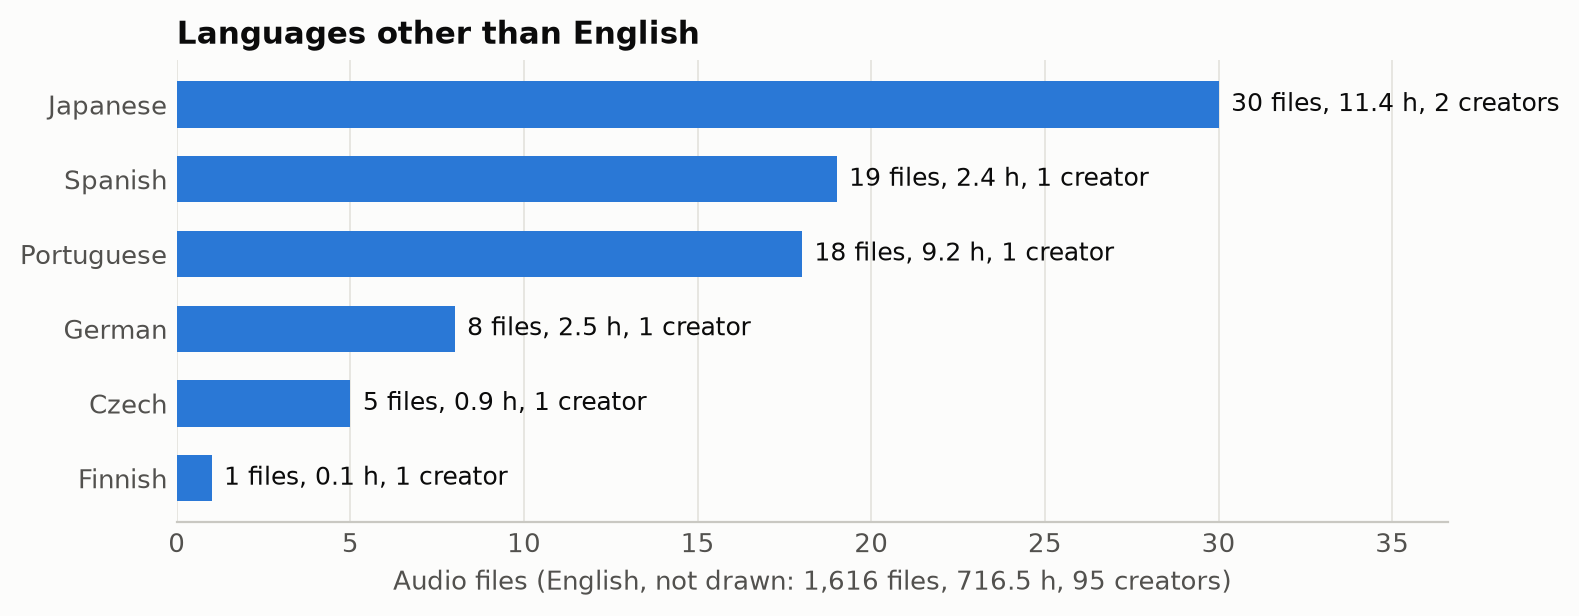 Languages other than English
Japanese 30 files, 11.4 h, 2 creators
Spanish 19 files, 2.4 h, 1 creator
Portuguese 18 files, 9.2 h, 1 creator
German 8 files, 2.5 h, 1 creator
Czech 5 files, 0.9 h, 1 creator
Finnish 1 files, 0.1 h, 1 creator
0 5 10 15 20 25 30 35
Audio files (English, not drawn: 1,616 files, 716.5 h, 95 creators)